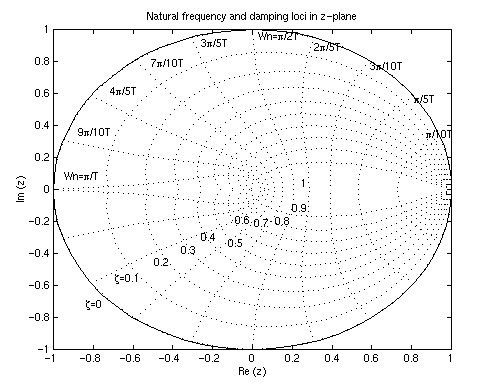 Natural frequency and damping loci in z-plane
1
0.8
0.6
0.4
0.2
0
−0.2
−0.4
−0.6
−0.8
−1
Im (z)
3π/5T
Wn=π/2T
2π/5T
7π/10T
3π/10T
4π/5T
π/5T
9π/10T
π/10T
Wn=π/T
1
0.9
0.6
0.7
0.8
0.4
0.5
0.3
0.2
ζ=0.1
ζ=0
−1
−0.8
−0.6
−0.4
−0.2
0
0.2
0.4
0.6
0.8
1
Re (z)